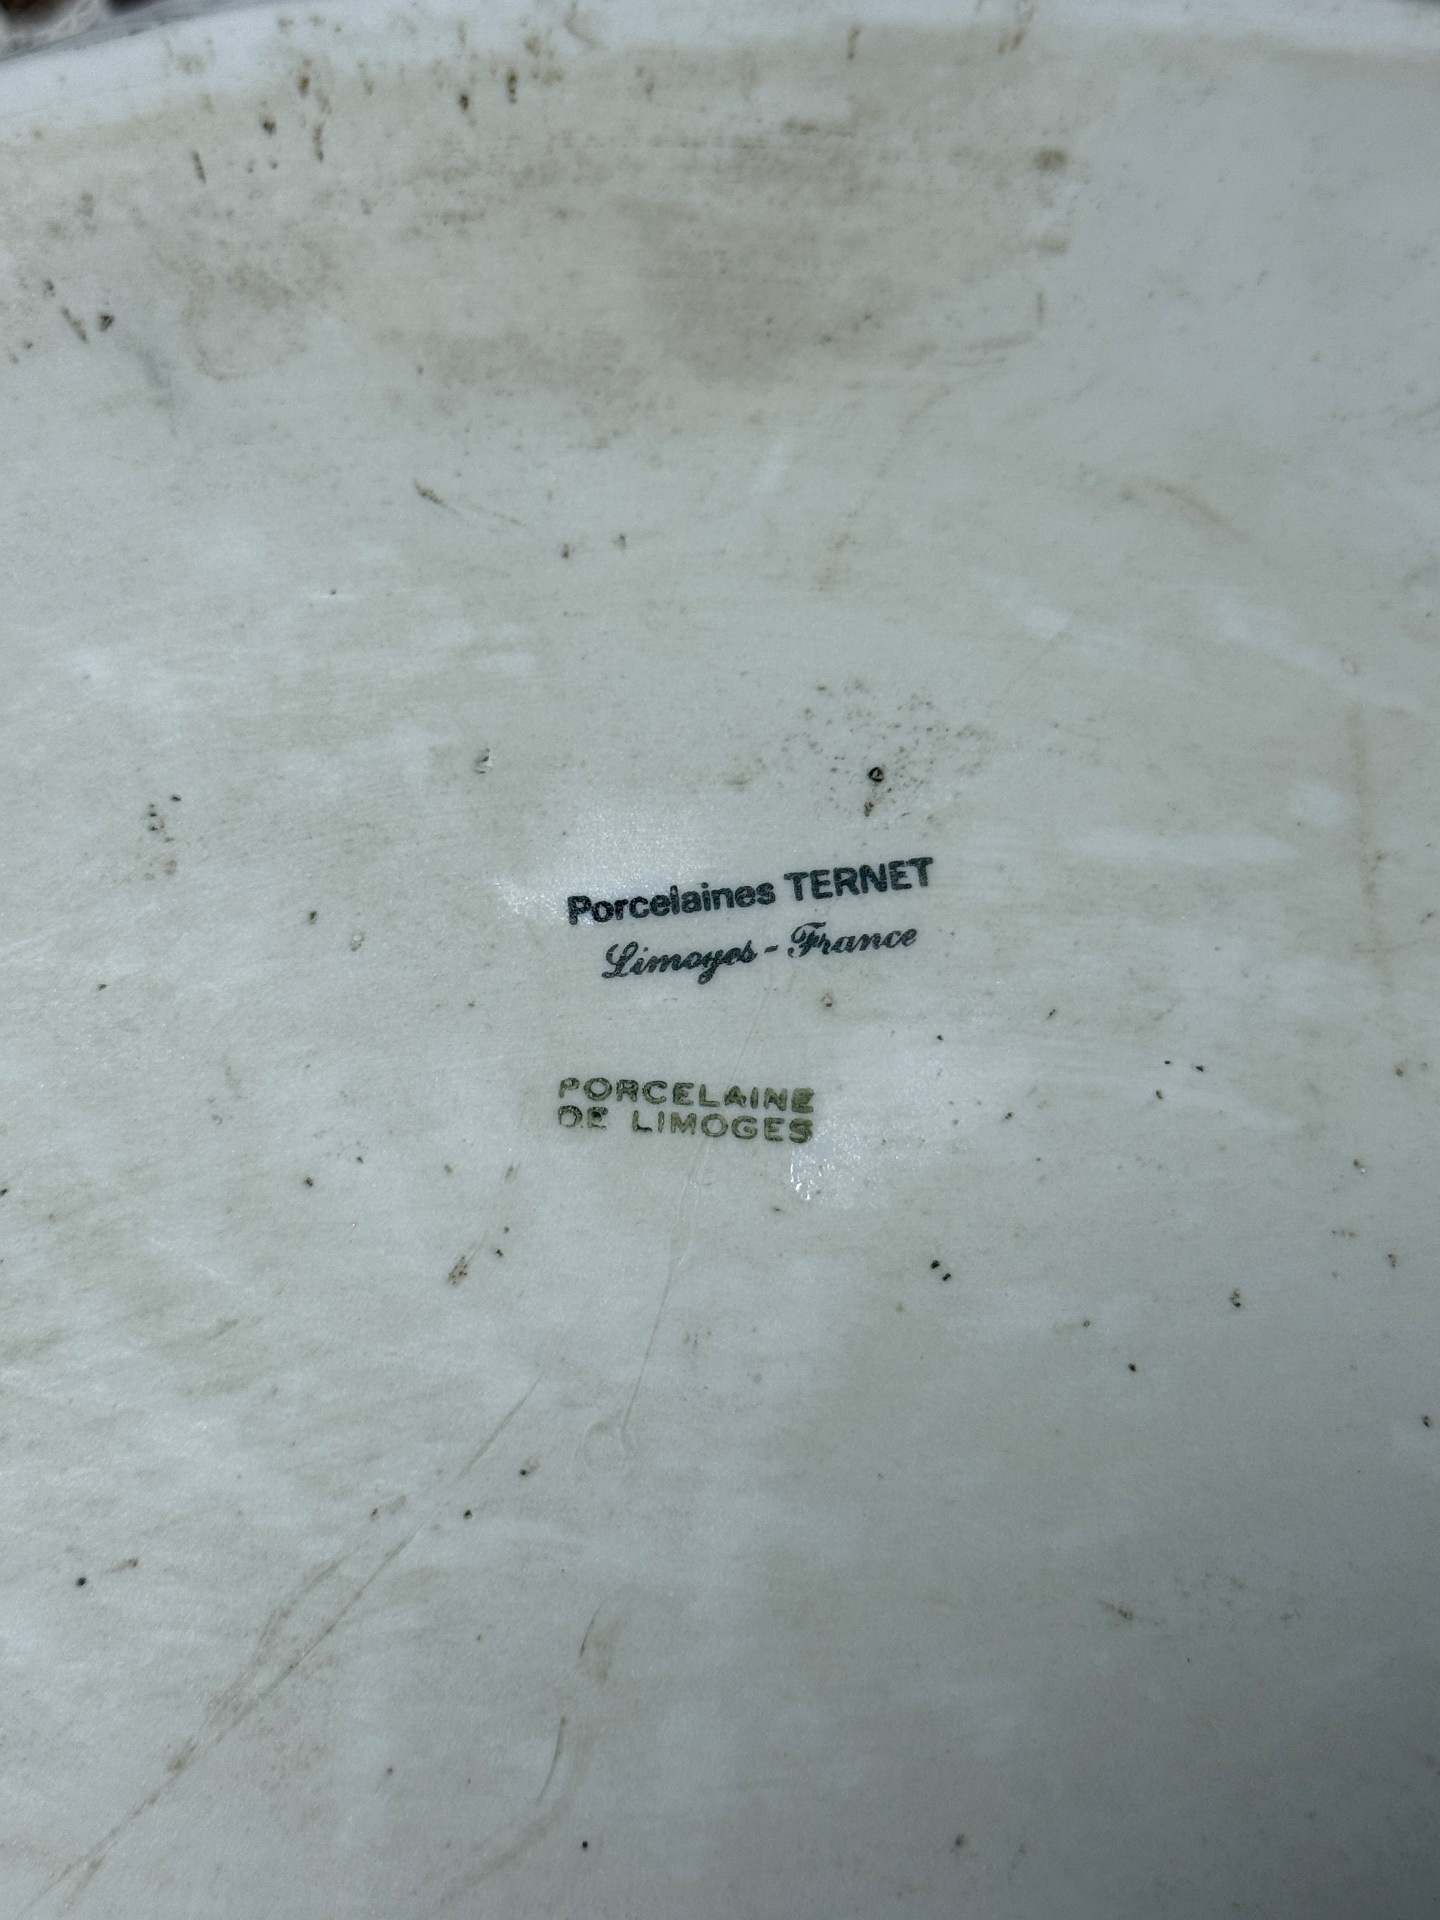 Porcelaines TERNET
Limoges - France
PORCELAINE
DE LIMOGES